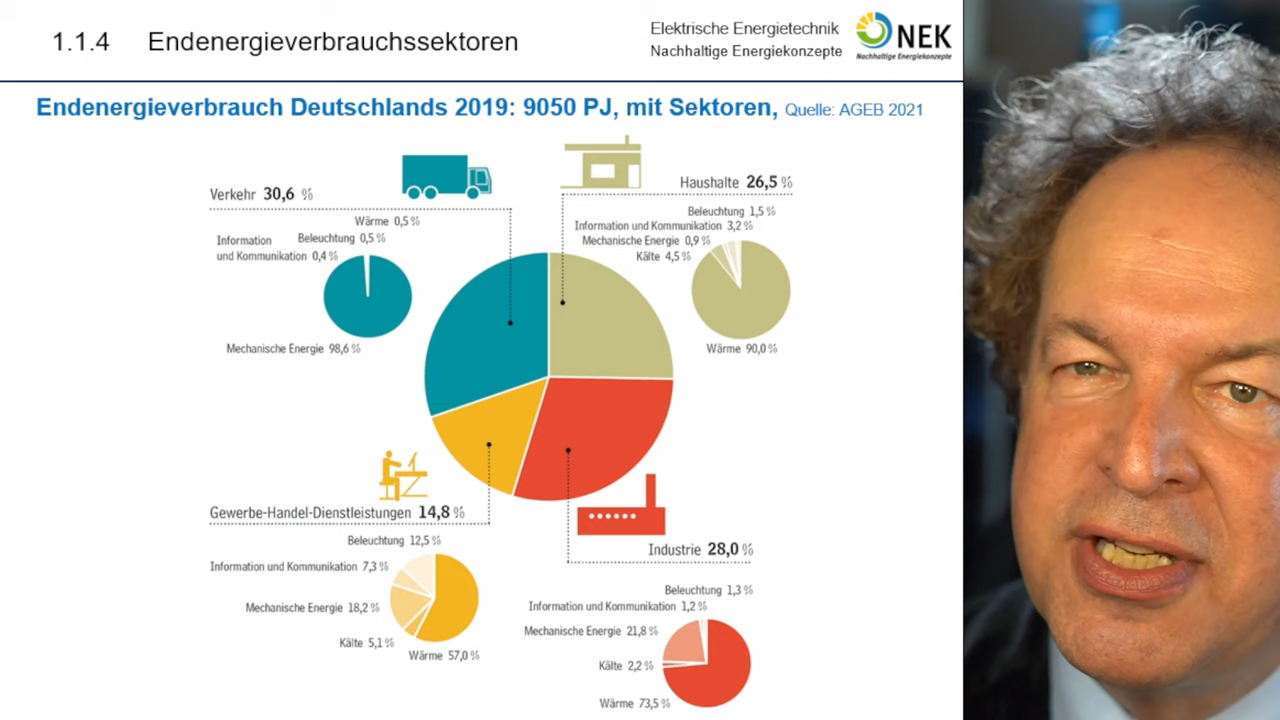 1.1.4 Endenergieverbrauchssektoren
Elektrische Energietechnik
Nachhaltige Energiekonzepte
NEK
Nachhaltige Energiekonzepte
Endenergieverbrauch Deutschlands 2019: 9050 PJ, mit Sektoren, Quelle: AGEB 2021
Verkehr 30,6 %
Wärme 0,5 %
Beleuchtung 0,5 %
Information
und Kommunikation 0,4 %
Mechanische Energie 98,6 %
Haushalte 26,5 %
Beleuchtung 1,5 %
Information und Kommunikation 3,2 %
Mechanische Energie 0,9 %
Kälte 4,5 %
Wärme 90,0 %
Gewerbe-Handel-Dienstleistungen 14,8 %
Beleuchtung 12,5 %
Information und Kommunikation 7,3 %
Mechanische Energie 18,2 %
Kälte 5,1 %
Wärme 57,0 %
Industrie 28,0 %
Beleuchtung 1,3 %
Information und Kommunikation 1,2 %
Mechanische Energie 21,8 %
Kälte 2,2 %
Wärme 73,5 %